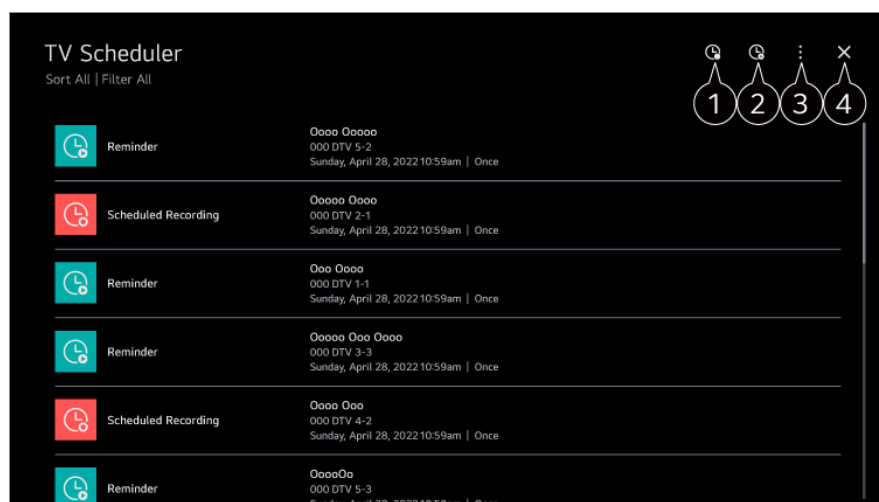 TV Scheduler
Sort All | Filter All
1 2 3 4
Reminder
Oooo Ooooo
000 DTV 5-2
Sunday, April 28, 2022 10:59am | Once
Scheduled Recording
Ooooo Oooo
000 DTV 2-1
Sunday, April 28, 2022 10:59am | Once
Reminder
Ooo Oooo
000 DTV 1-1
Sunday, April 28, 2022 10:59am | Once
Reminder
Ooooo Ooo Oooo
000 DTV 3-3
Sunday, April 28, 2022 10:59am | Once
Scheduled Recording
Oooo Ooo
000 DTV 4-2
Sunday, April 28, 2022 10:59am | Once
Reminder
OoooOo
000 DTV 5-3